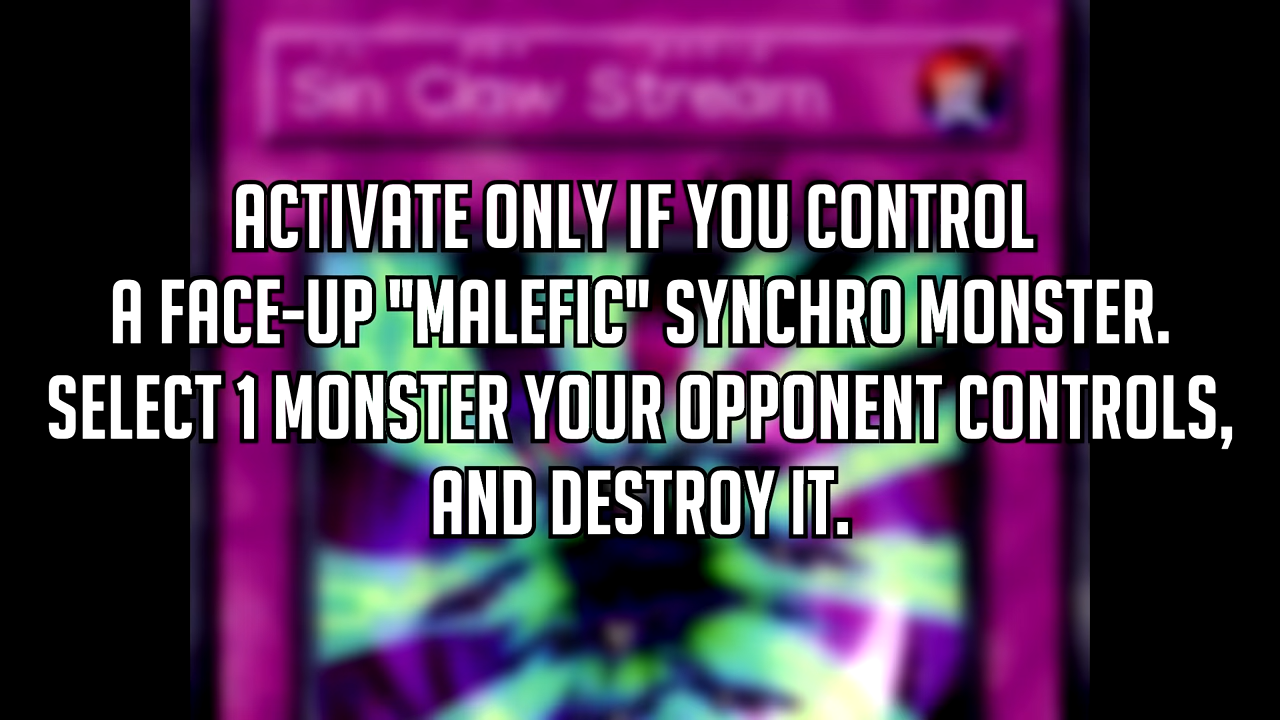 Sin Claw Stream
ACTIVATE ONLY IF YOU CONTROL
A FACE-UP "MALEFIC" SYNCHRO MONSTER.
SELECT 1 MONSTER YOUR OPPONENT CONTROLS,
AND DESTROY IT.